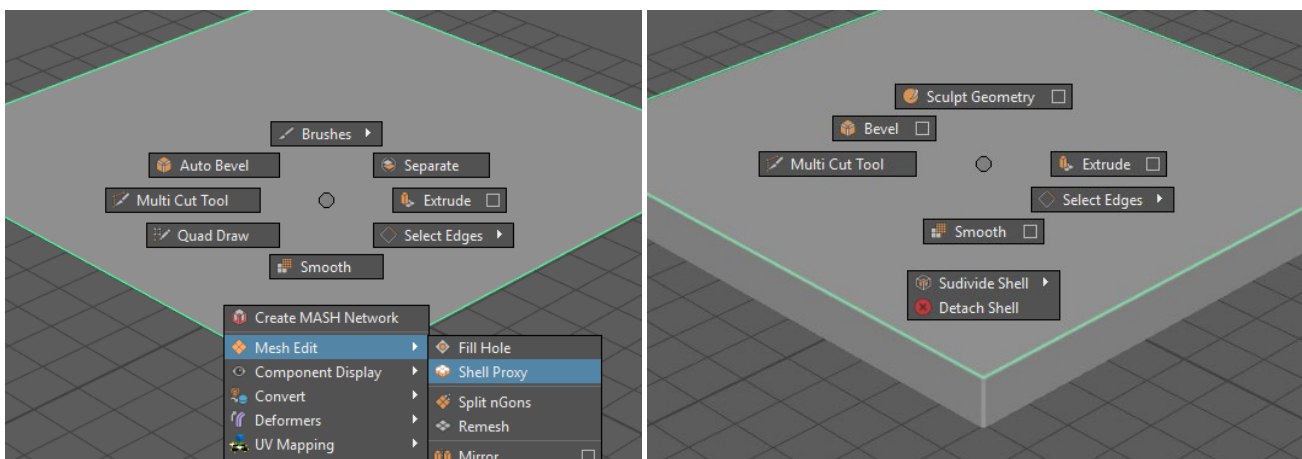 Brushes
Auto Bevel
Separate
Multi Cut Tool
Extrude
Quad Draw
Select Edges
Smooth
Create MASH Network
Mesh Edit
Component Display
Convert
Deformers
UV Mapping
Fill Hole
Shell Proxy
Split nGons
Remesh
Mirror
Sculpt Geometry
Bevel
Multi Cut Tool
Extrude
Select Edges
Smooth
Sudivide Shell
Detach Shell